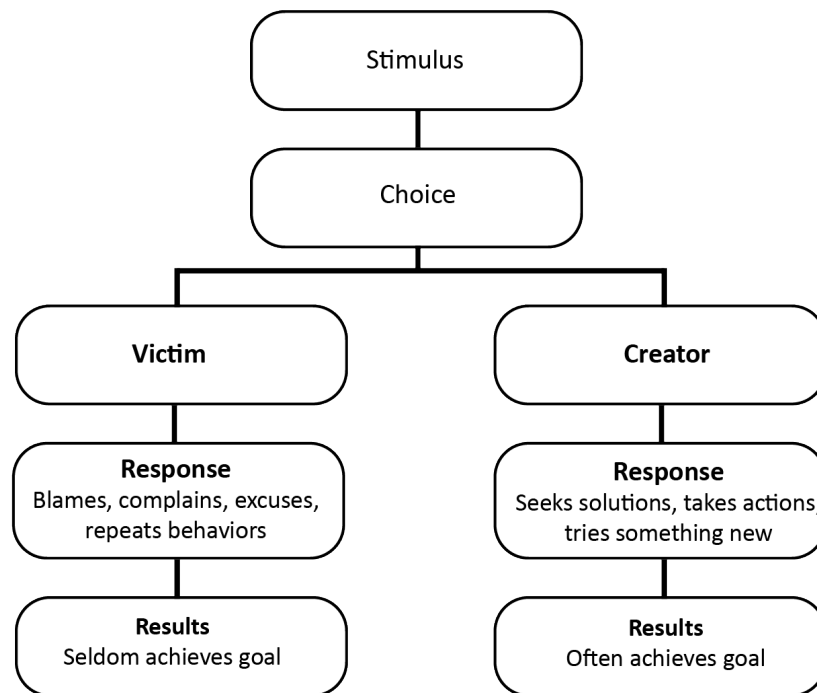 Stimulus
Choice
Victim
Creator
Response
Blames, complains, excuses,
repeats behaviors
Response
Seeks solutions, takes actions,
tries something new
Results
Seldom achieves goal
Results
Often achieves goal